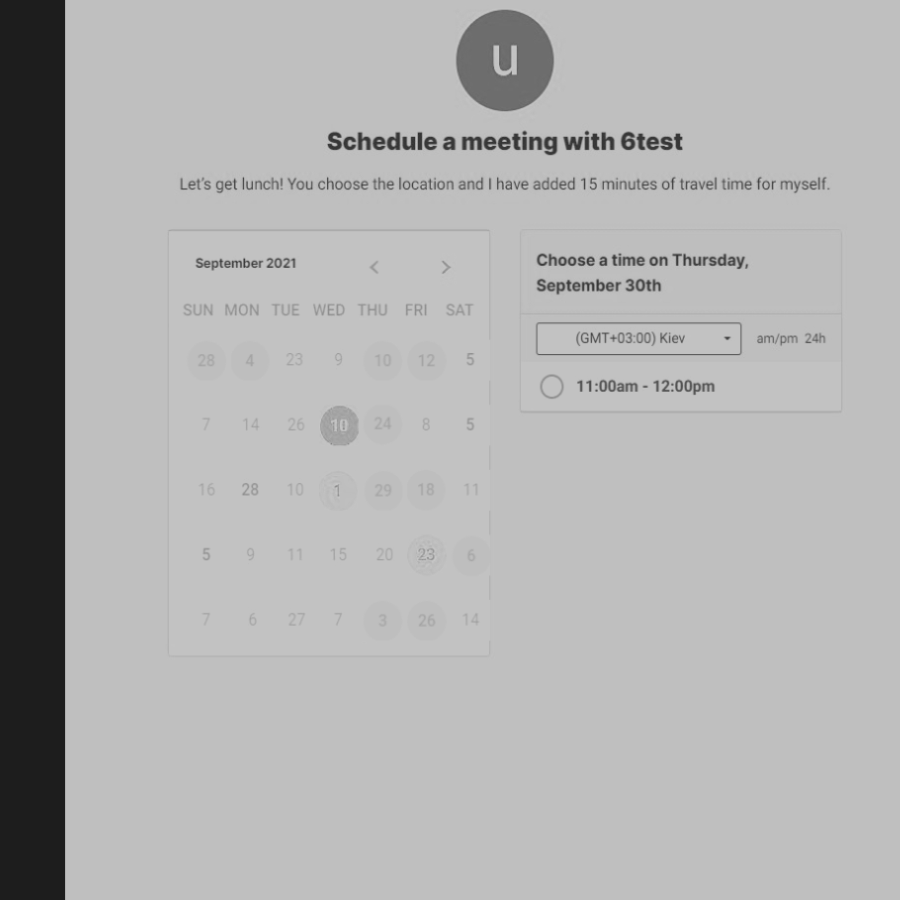 u
Schedule a meeting with 6test
Let's get lunch! You choose the location and I have added 15 minutes of travel time for myself.
September 2021
SUN MON TUE WED THU FRI SAT
28 4 23 9 10 12 5
7 14 26 10 24 8 5
16 28 10 1 29 18 11
5 9 11 15 20 23 6
7 6 27 7 3 26 14
Choose a time on Thursday,
September 30th
(GMT+03:00) Kiev am/pm 24h
11:00am - 12:00pm